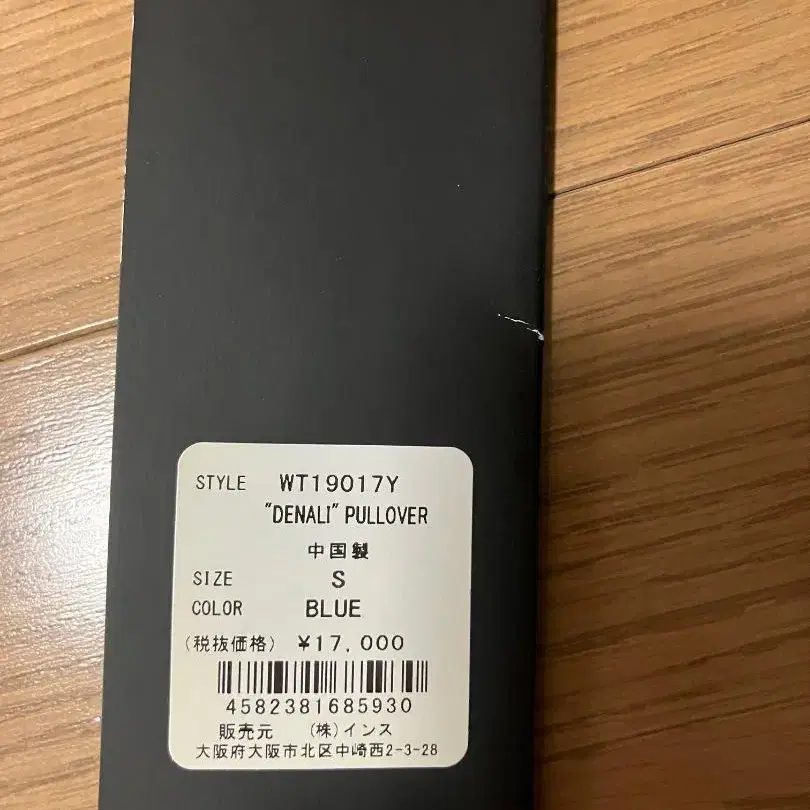 STYLE WT19017Y
"DENALI" PULLOVER
中国製
SIZE S
COLOR BLUE
(税抜価格) ¥17,000
4582381685930
販売元 (株)インス
大阪府大阪市北区中崎西2-3-28